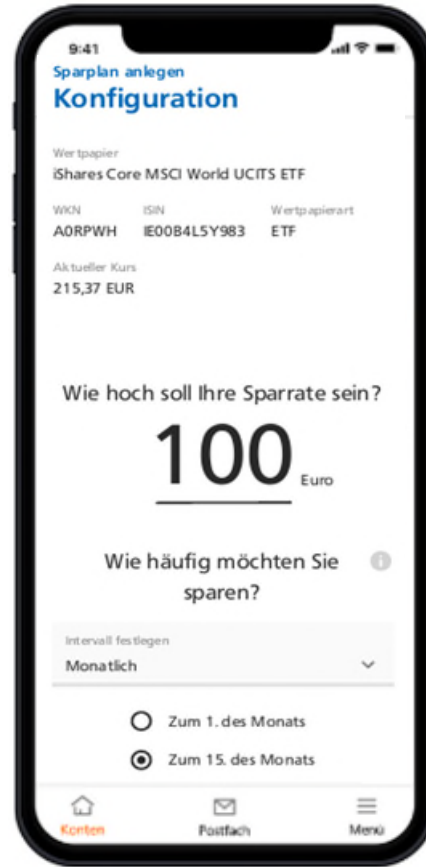 9:41
Sparplan anlegen
Konfiguration
Wertpapier
iShares Core MSCI World UCITS ETF
WKN ISIN Wertpapierart
A0RPWH IE00B4L5Y983 ETF
Aktueller Kurs
215,37 EUR
Wie hoch soll Ihre Sparrate sein?
100 Euro
Wie häufig möchten Sie
sparen?
Intervall festlegen
Monatlich
Zum 1. des Monats
Zum 15. des Monats
Konten Postfach Menü